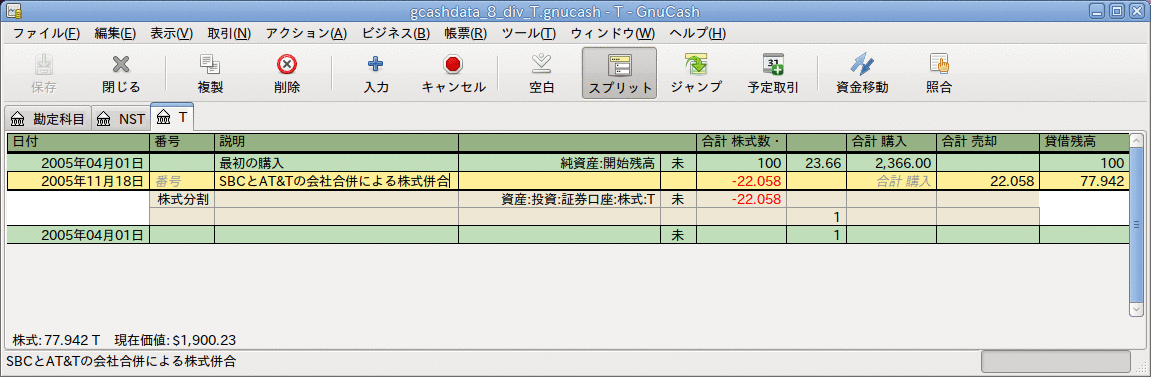 gcashdata_8_div_T.gnucash - T - GnuCash
ファイル(F) 編集(E) 表示(V) 取引(N) アクション(A) ビジネス(B) 帳票(R) ツール(T) ウィンドウ(W) ヘルプ(H)
保存 閉じる 複製 削除 入力 キャンセル 空白 スプリット ジャンプ 予定取引 資金移動 照合
勘定科目 NST T
日付 番号 説明 合計 株式数・ 合計 購入 合計 売却 貸借残高
2005年04月01日 最初の購入 純資産:開始残高 未 100 23.66 2,366.00 100
2005年11月18日 番号 SBCとAT&Tの会社合併による株式併合 -22.058 合計 購入 22.058 77.942
株式分割 資産:投資:証券口座:株式:T 未 -22.058
1
2005年04月01日 未 1
株式: 77.942 T 現在価値: $1,900.23
SBCとAT&Tの会社合併による株式併合